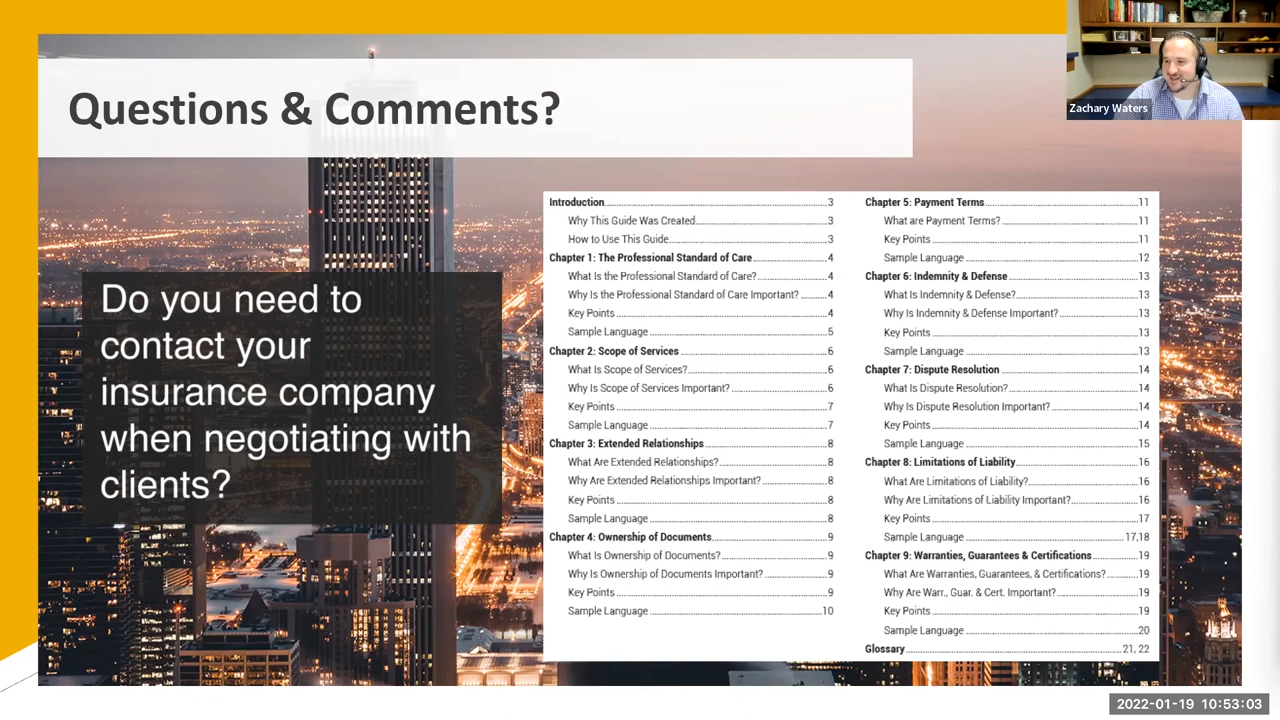 Questions & Comments?
Zachary Waters
Do you need to
contact your
insurance company
when negotiating with
clients?
Introduction 3
Why This Guide Was Created 3
How to Use This Guide 3
Chapter 1: The Professional Standard of Care 4
What Is the Professional Standard of Care? 4
Why Is the Professional Standard of Care Important? 4
Key Points 4
Sample Language 5
Chapter 2: Scope of Services 6
What Is Scope of Services? 6
Why Is Scope of Services Important? 6
Key Points 7
Sample Language 7
Chapter 3: Extended Relationships 8
What Are Extended Relationships? 8
Why Are Extended Relationships Important? 8
Key Points 8
Sample Language 8
Chapter 4: Ownership of Documents 9
What Is Ownership of Documents? 9
Why Is Ownership of Documents Important? 9
Key Points 9
Sample Language 10
Chapter 5: Payment Terms 11
What are Payment Terms? 11
Key Points 11
Sample Language 12
Chapter 6: Indemnity & Defense 13
What Is Indemnity & Defense? 13
Why Is Indemnity & Defense Important? 13
Key Points 13
Sample Language 13
Chapter 7: Dispute Resolution 14
What Is Dispute Resolution? 14
Why Is Dispute Resolution Important? 14
Key Points 14
Sample Language 15
Chapter 8: Limitations of Liability 16
What Are Limitations of Liability? 16
Why Are Limitations of Liability Important? 16
Key Points 17
Sample Language 17,18
Chapter 9: Warranties, Guarantees & Certifications 19
What Are Warranties, Guarantees, & Certifications? 19
Why Are Warr., Guar. & Cert. Important? 19
Key Points 19
Sample Language 20
Glossary 21, 22
2022-01-19 10:53:03